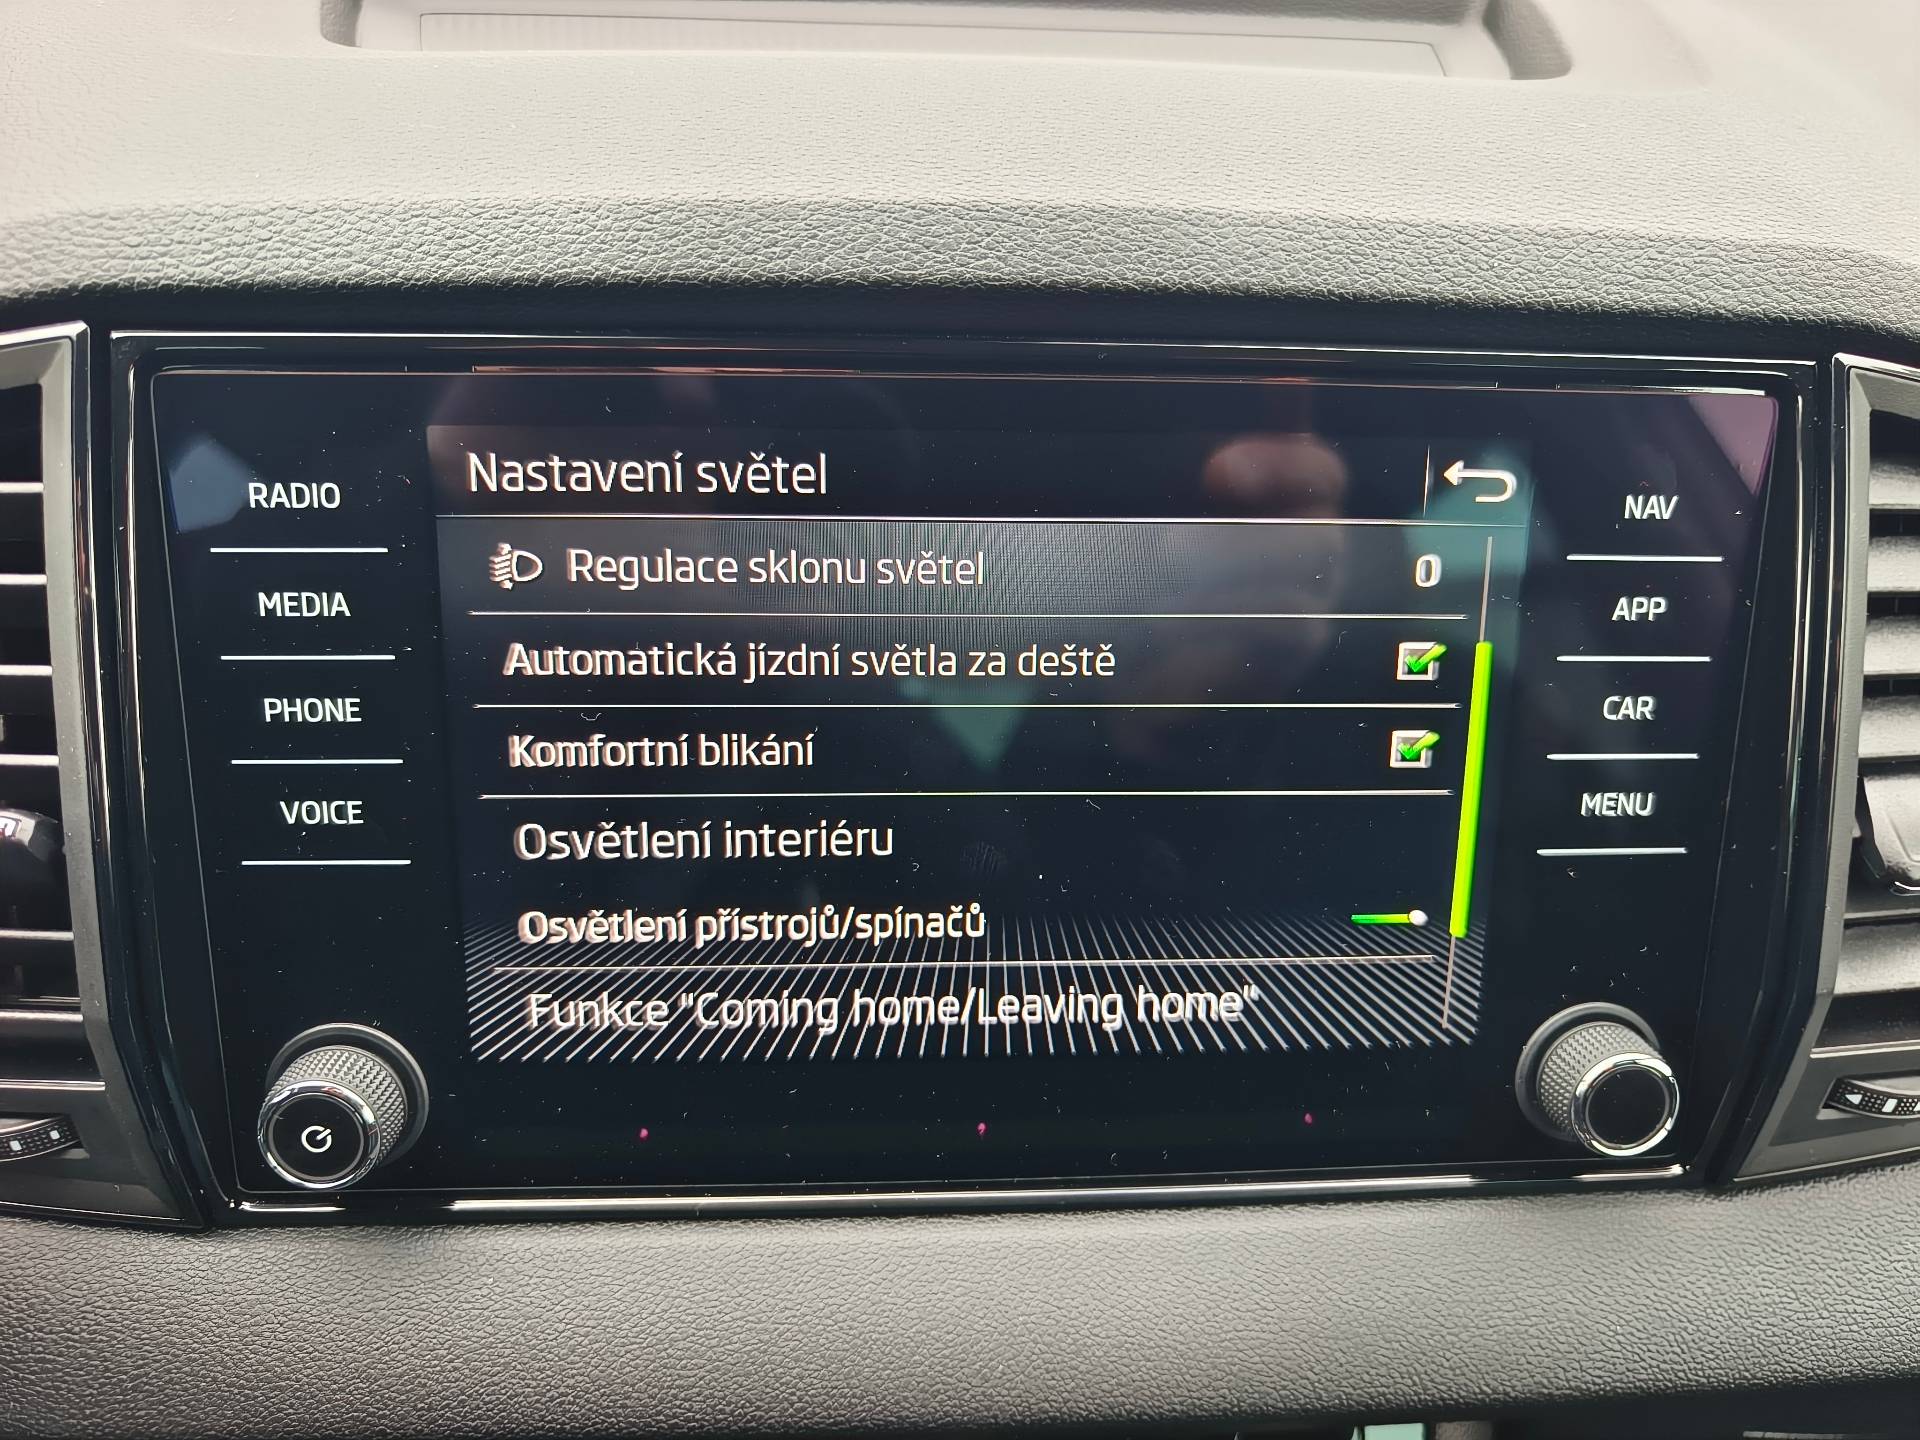 Nastavení světel
RADIO
MEDIA
PHONE
VOICE
Regulace sklonu světel 0
Automatická jízdní světla za deště
Komfortní blikání
Osvětlení interiéru
Osvětlení přístrojů/spínačů
Funkce "Coming home/Leaving home"
NAV
APP
CAR
MENU